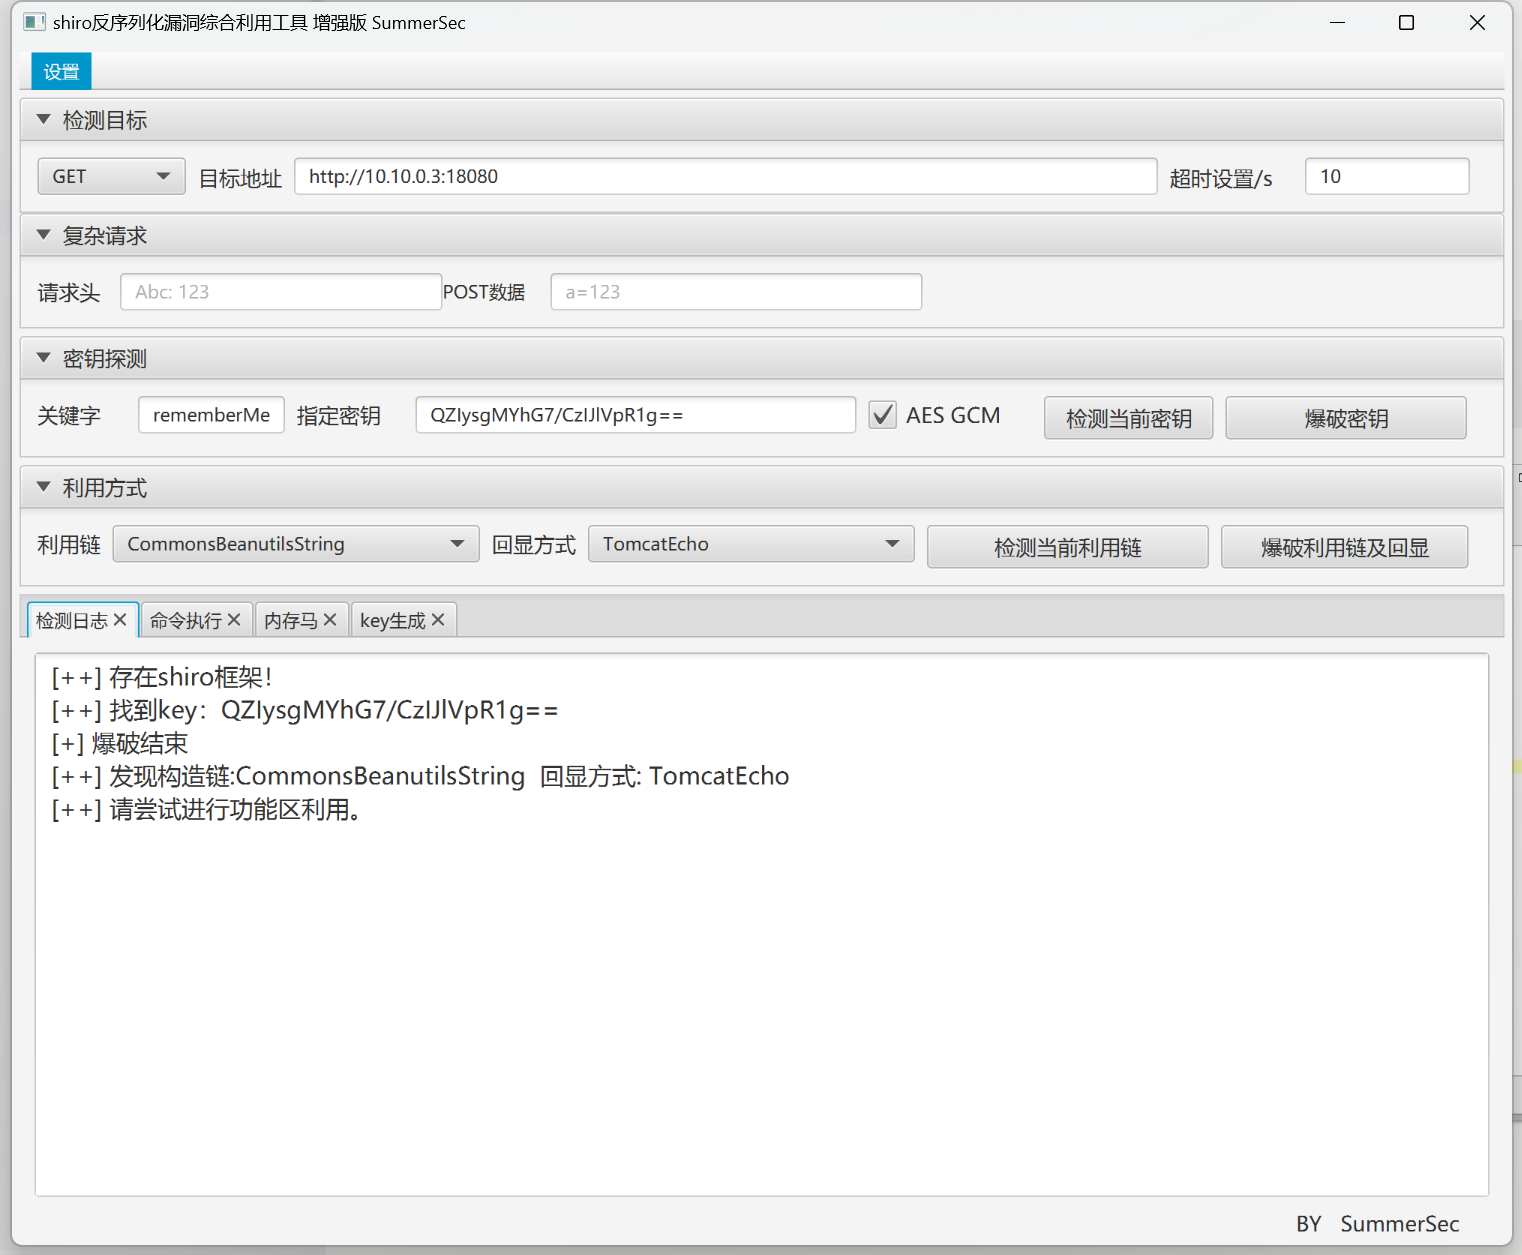 shiro反序列化漏洞综合利用工具 增强版 SummerSec
设置
检测目标
GET 目标地址 http://10.10.0.3:18080 超时设置/s 10
复杂请求
请求头 Abc: 123 POST数据 a=123
密钥探测
关键字 rememberMe 指定密钥 QZIysgMYhG7/CzIJlVpR1g== AES GCM 检测当前密钥 爆破密钥
利用方式
利用链 CommonsBeanutilsString 回显方式 TomcatEcho 检测当前利用链 爆破利用链及回显
检测日志 命令执行 内存马 key生成
[++] 存在shiro框架！
[++] 找到key：QZIysgMYhG7/CzIJlVpR1g==
[+] 爆破结束
[++] 发现构造链:CommonsBeanutilsString 回显方式: TomcatEcho
[++] 请尝试进行功能区利用。
BY SummerSec